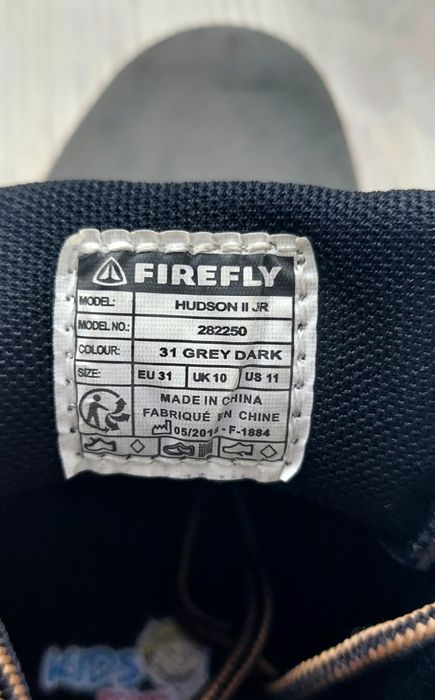 FIREFLY
MODEL: HUDSON II JR
MODEL NO.: 282250
COLOUR: 31 GREY DARK
SIZE: EU 31 UK 10 US 11
MADE IN CHINA
FABRIQUÉ EN CHINE
- F-1884
KIDS